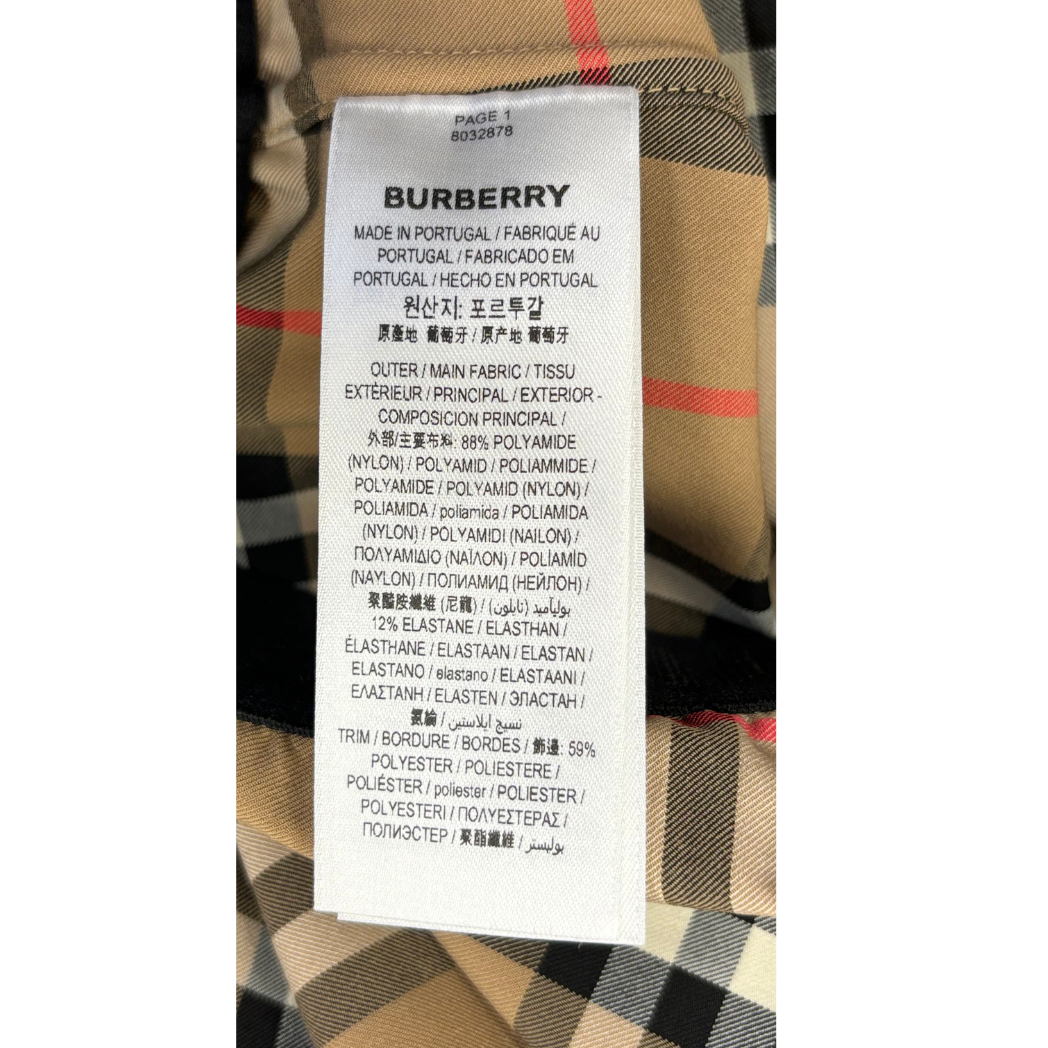 PAGE 1
8032878
BURBERRY
MADE IN PORTUGAL / FABRIQUÉ AU
PORTUGAL / FABRICADO EM
PORTUGAL / HECHO EN PORTUGAL
원산지: 포르투갈
原產地 葡萄牙 / 原产地 葡萄牙
OUTER / MAIN FABRIC / TISSU
EXTÉRIEUR / PRINCIPAL / EXTERIOR -
COMPOSICION PRINCIPAL /
外部/主要布料: 88% POLYAMIDE
(NYLON) / POLYAMID / POLIAMMIDE /
POLYAMIDE / POLYAMID (NYLON) /
POLIAMIDA / poliamida / POLIAMIDA
(NYLON) / POLYAMIDI (NAILON) /
ΠΟΛΥΑΜΙΔΙΟ (ΝΑΪΛΟΝ) / POLİAMİD
(NAYLON) / ПОЛИАМИД (НЕЙЛОН) /
聚醯胺纖維 (尼龍) / بولیآمید (نایلون) /
12% ELASTANE / ELASTHAN /
ÉLASTHANE / ELASTAAN / ELASTAN /
ELASTANO / elastano / ELASTAANI /
ΕΛΑΣΤΑΝΗ / ELASTEN / ЭЛАСТАН /
氨綸 / نسيج ايلاستين
TRIM / BORDURE / BORDES / 飾邊: 59%
POLYESTER / POLIESTERE /
POLIÉSTER / poliester / POLIESTER /
POLYESTERI / ΠΟΛΥΕΣΤΕΡΑΣ /
ПОЛИЭСТЕР / 聚酯纖維 / بوليستر